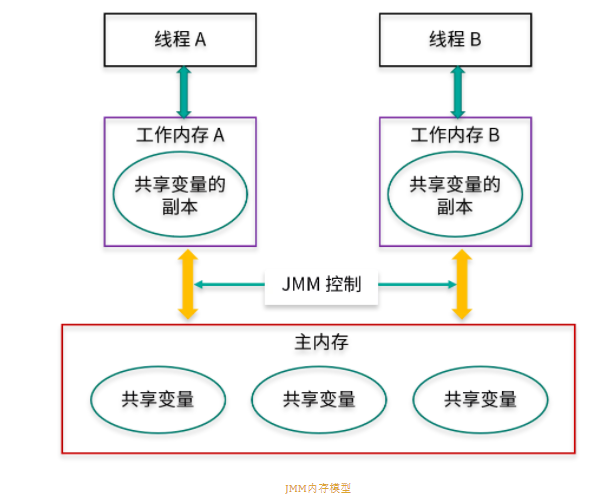 线程 A
线程 B
工作内存 A
工作内存 B
共享变量的
副本
共享变量的
副本
JMM 控制
主内存
共享变量
共享变量
共享变量
JMM内存模型